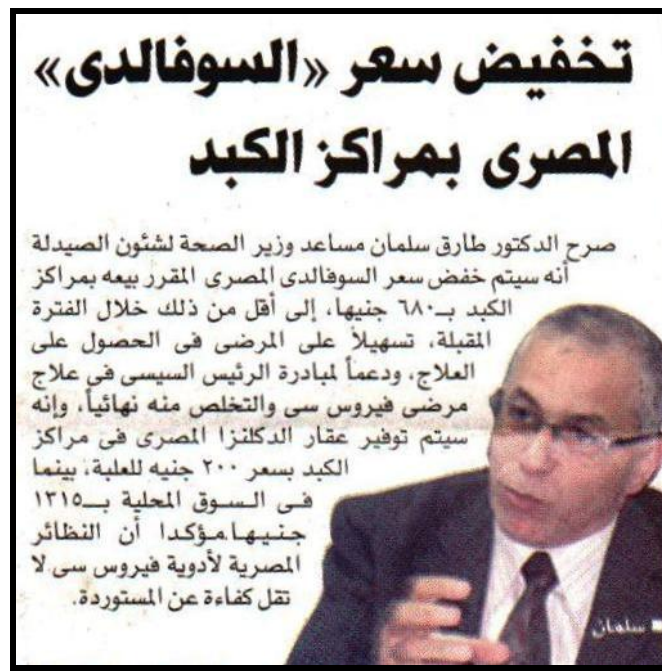 تخفيض سعر «السوفالدى»
المصرى بمراكز الكبد
صرح الدكتور طارق سلمان مساعد وزير الصحة لشئون الصيدلة
أنه سيتم خفض سعر السوفالدى المصرى المقرر بيعه بمراكز
الكبد بـ٦٨٠ جنيها، إلى أقل من ذلك خلال الفترة
المقبلة، تسهيلاً على المرضى فى الحصول على
العلاج، ودعماً لمبادرة الرئيس السيسى فى علاج
مرضى فيروس سى والتخلص منه نهائياً، وإنه
سيتم توفير عقار الدكلنزا المصرى فى مراكز
الكبد بسعر ٢٠٠ جنيه للعلبة، بينما
فى السوق المحلية بـ١٣١٥
جنيها.مؤكدا أن النظائر
المصرية لأدوية فيروس سى لا
تقل كفاءة عن المستوردة.
سلمان